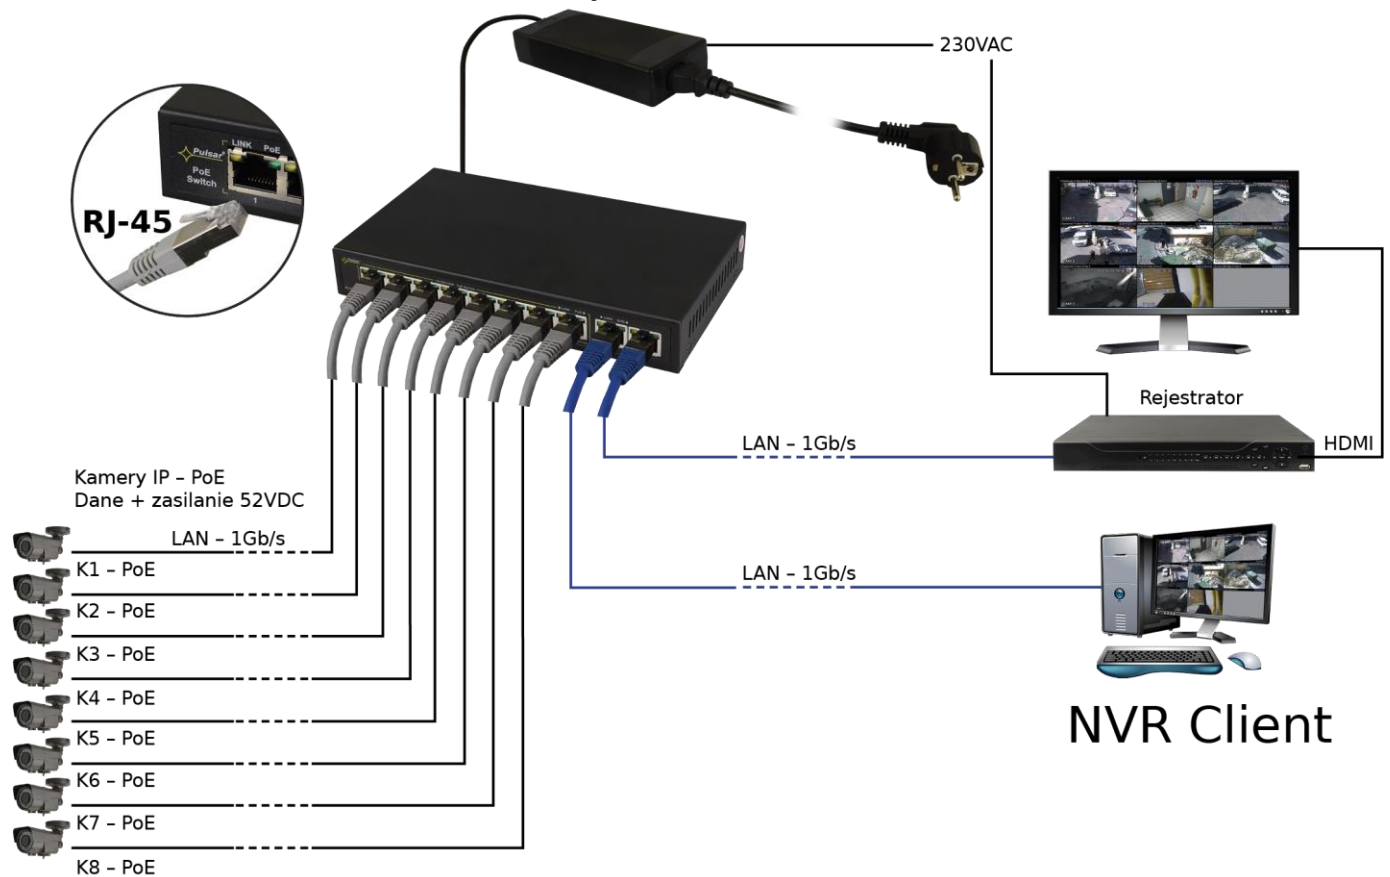 230VAC
LINK PoE
Pulsar
PoE
Switch
1
RJ-45
Rejestrator
HDMI
LAN – 1Gb/s
Kamery IP – PoE
Dane + zasilanie 52VDC
LAN – 1Gb/s
LAN – 1Gb/s
K1 – PoE
K2 – PoE
K3 – PoE
K4 – PoE
K5 – PoE
K6 – PoE
K7 – PoE
K8 – PoE
NVR Client